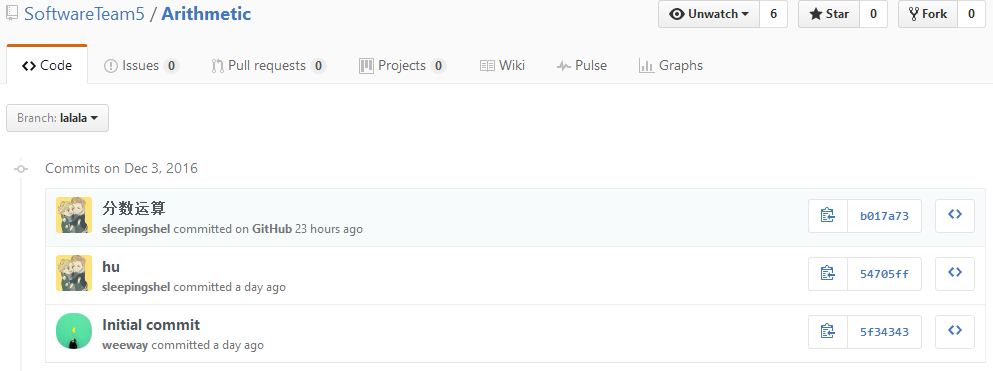 SoftwareTeam5 / Arithmetic
Unwatch 6 Star 0 Fork 0
Code Issues 0 Pull requests 0 Projects 0 Wiki Pulse Graphs
Branch: lalala
Commits on Dec 3, 2016
分数运算
sleepingshel committed on GitHub 23 hours ago
b017a73
hu
sleepingshel committed a day ago
54705ff
Initial commit
weeway committed a day ago
5f34343